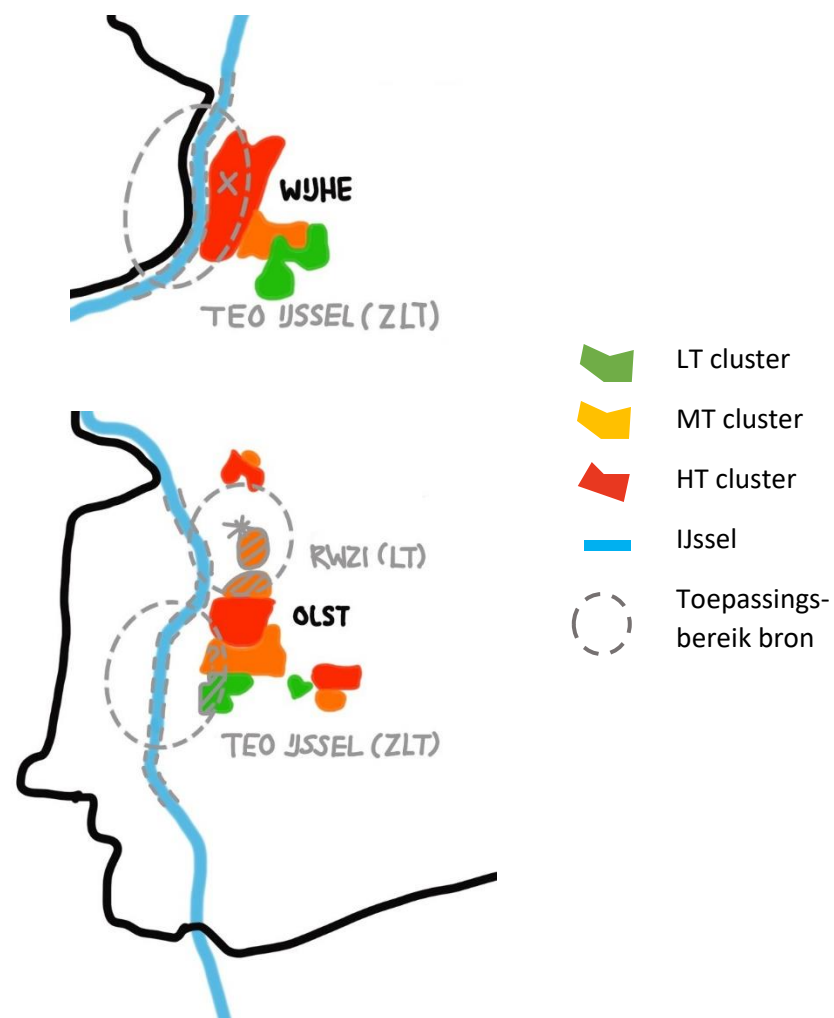 WIJHE
TEO IJSSEL (ZLT)
RWZI (LT)
OLST
TEO IJSSEL (ZLT)
LT cluster
MT cluster
HT cluster
IJssel
Toepassings-
bereik bron